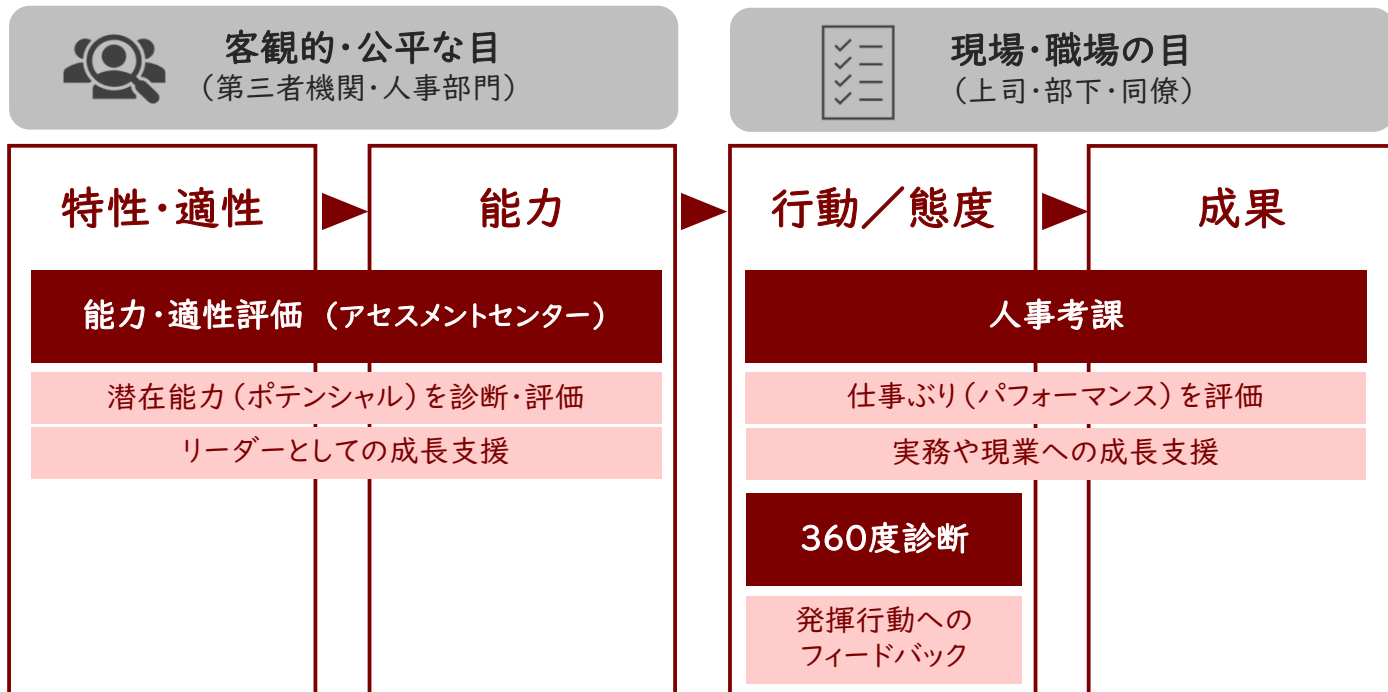 客観的・公平な目
（第三者機関・人事部門）
現場・職場の目
（上司・部下・同僚）
特性・適性
能力
行動／態度
成果
能力・適性評価（アセスメントセンター）
潜在能力（ポテンシャル）を診断・評価
リーダーとしての成長支援
人事考課
仕事ぶり（パフォーマンス）を評価
実務や現業への成長支援
360度診断
発揮行動への
フィードバック